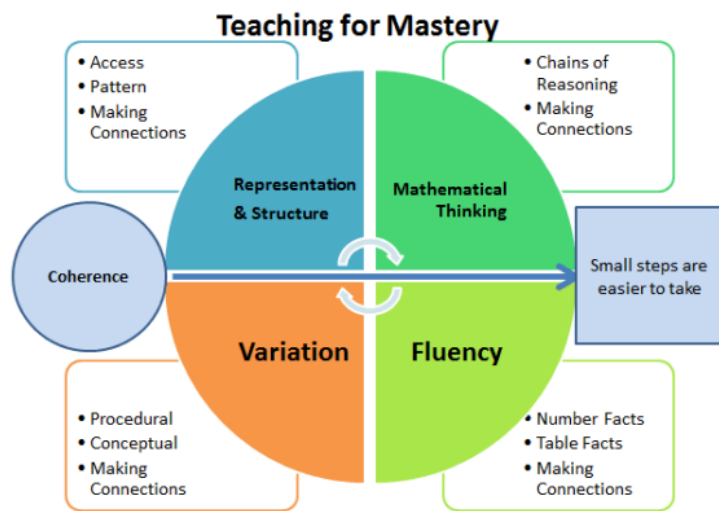 Teaching for Mastery
• Access
• Pattern
• Making
Connections
• Chains of
Reasoning
• Making
Connections
Representation
& Structure
Mathematical
Thinking
Coherence
Small steps are
easier to take
Variation
Fluency
• Procedural
• Conceptual
• Making
Connections
• Number Facts
• Table Facts
• Making
Connections